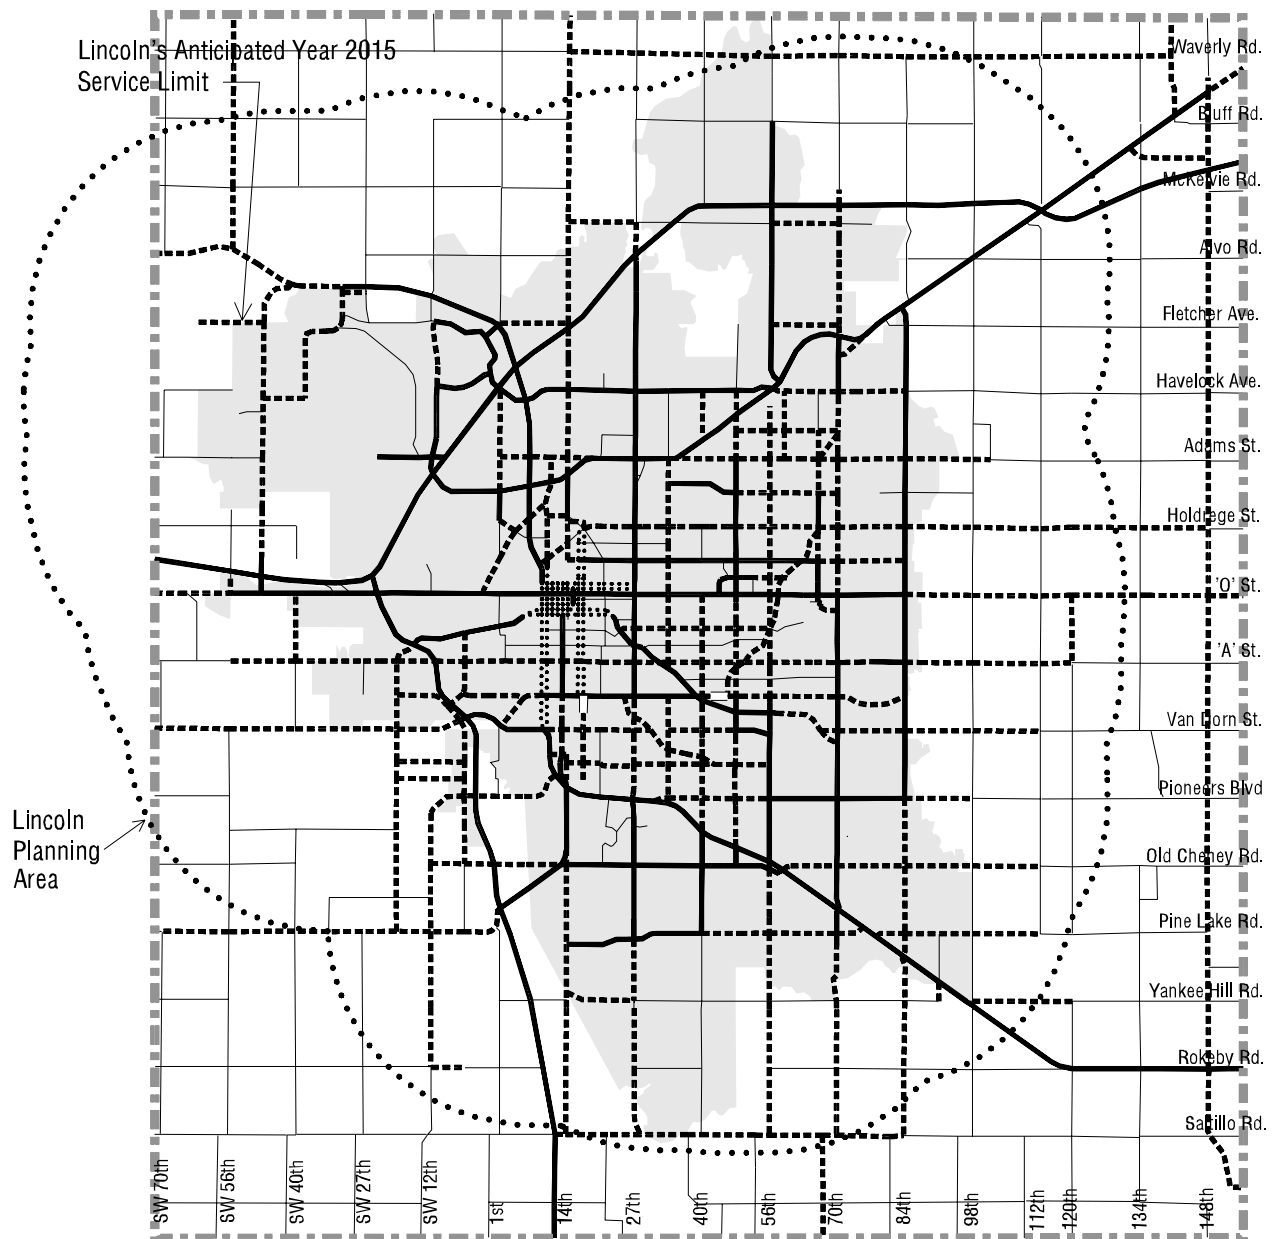 Lincoln's Anticipated Year 2015
Service Limit
Waverly Rd.
Bluff Rd.
McKelvie Rd.
Alvo Rd.
Fletcher Ave.
Havelock Ave.
Adams St.
Holdrege St.
'O' St.
'A' St.
Van Dorn St.
Pioneers Blvd
Lincoln
Planning
Area
Old Cheney Rd.
Pine Lake Rd.
Yankee Hill Rd.
Rokeby Rd.
Saltillo Rd.
SW 70th
SW 56th
SW 40th
SW 27th
SW 12th
1st
14th
27th
40th
56th
70th
84th
98th
112th
120th
134th
148th